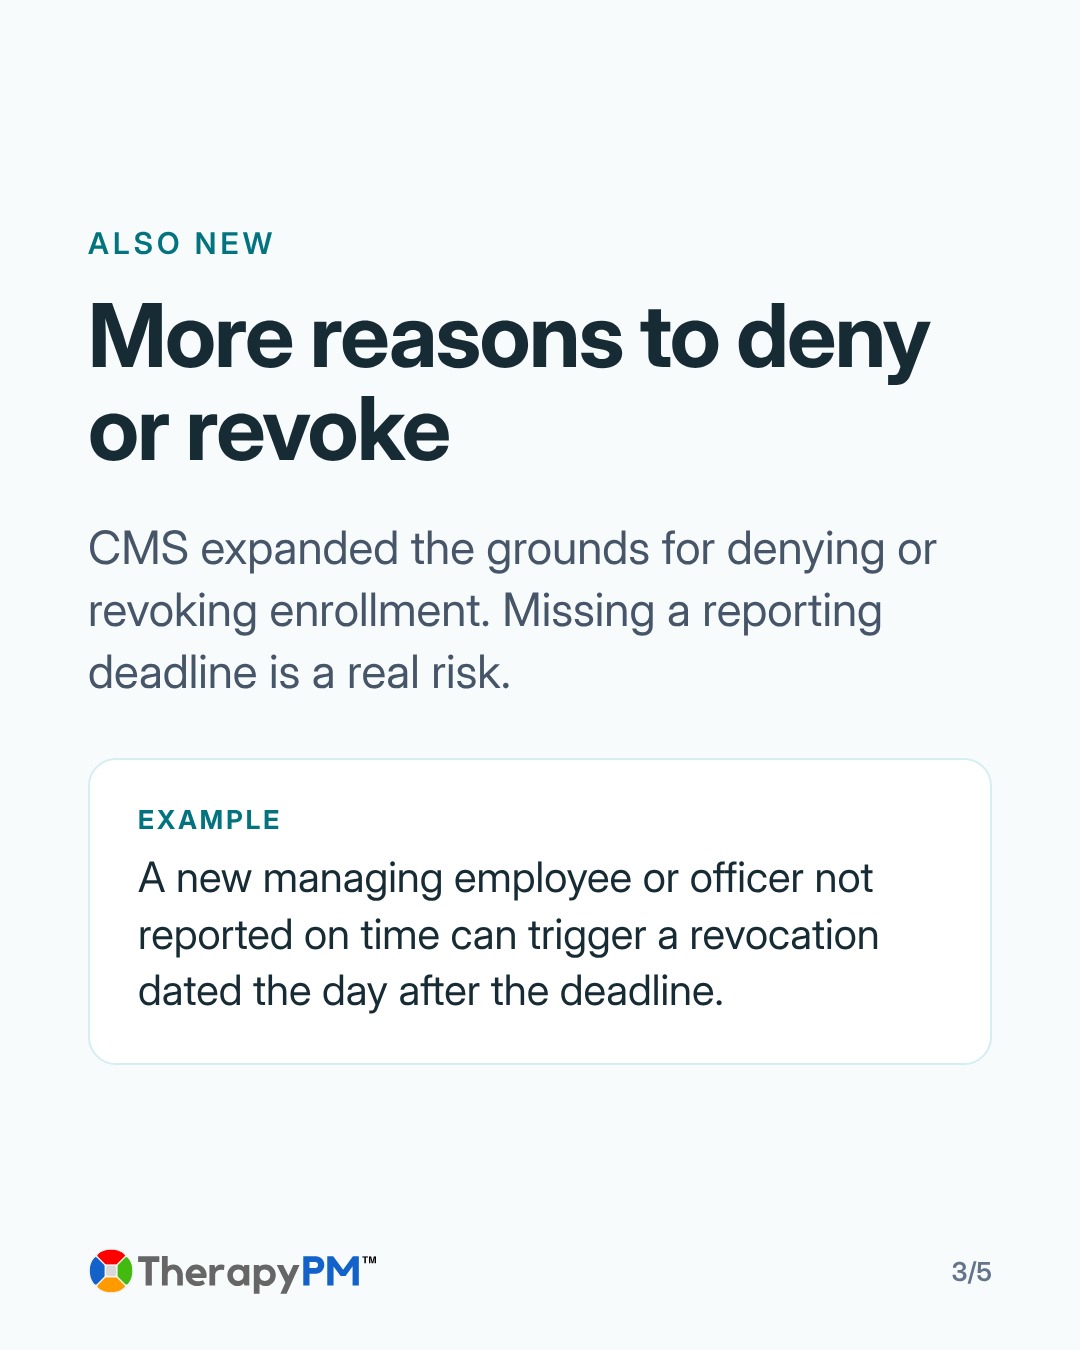 ALSO NEW
More reasons to deny
or revoke
CMS expanded the grounds for denying or
revoking enrollment. Missing a reporting
deadline is a real risk.
EXAMPLE
A new managing employee or officer not
reported on time can trigger a revocation
dated the day after the deadline.
TherapyPM™
3/5